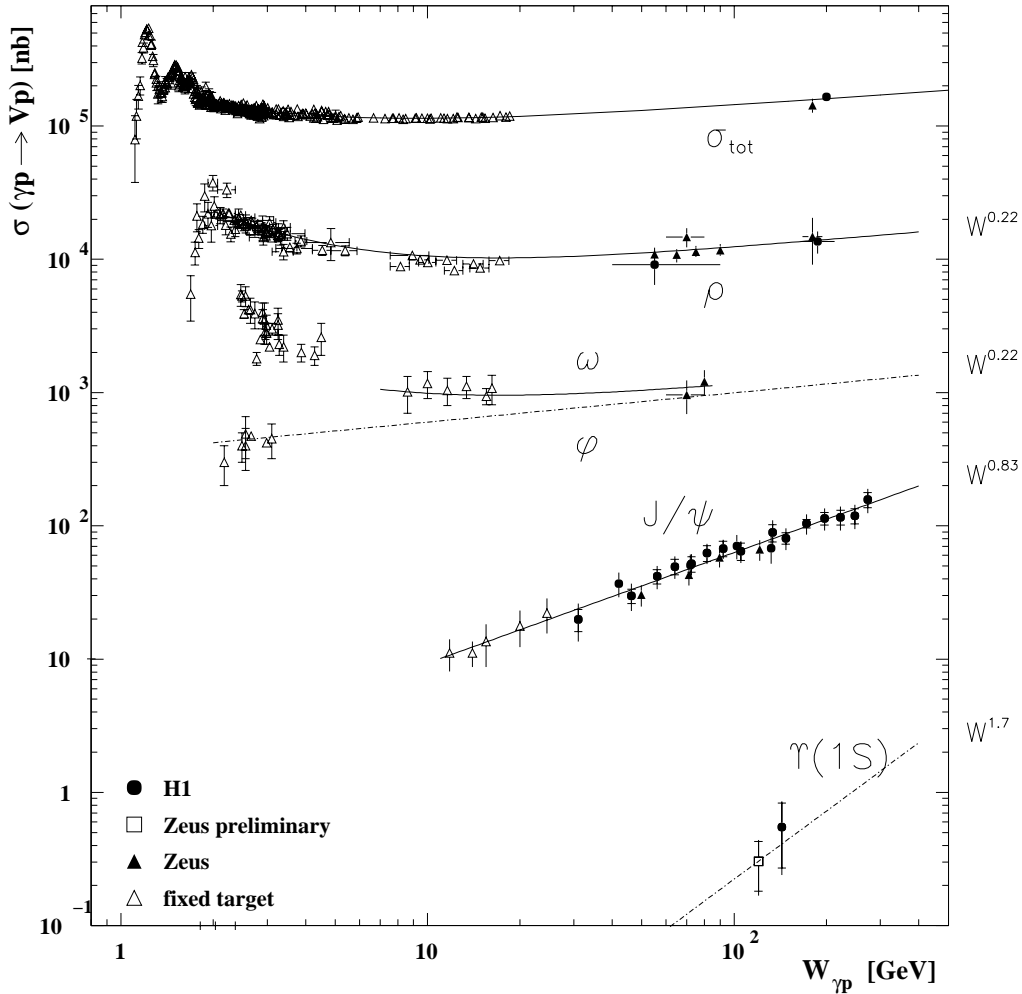 σ (γp → Vp) [nb]
10^5
σ_tot
10^4
W^0.22
ρ
ω
W^0.22
10^3
φ
W^0.83
J/ψ
10^2
10
W^1.7
ϒ(1S)
1
H1
Zeus preliminary
Zeus
fixed target
10^−1
1
10
10^2
W_γp [GeV]